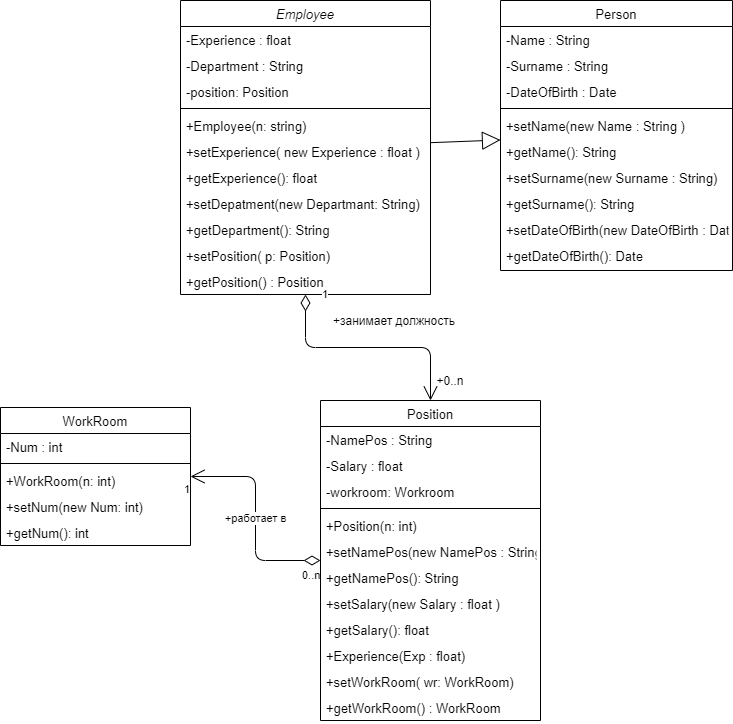 Employee
-Experience : float
-Department : String
-position: Position
+Employee(n: string)
+setExperience( new Experience : float )
+getExperience(): float
+setDepatment(new Departmant: String)
+getDepartment(): String
+setPosition( p: Position)
+getPosition() : Position
Person
-Name : String
-Surname : String
-DateOfBirth : Date
+setName(new Name : String )
+getName(): String
+setSurname(new Surname : String)
+getSurname(): String
+setDateOfBirth(new DateOfBirth : Dat
+getDateOfBirth(): Date
1
+занимает должность
+0..n
WorkRoom
-Num : int
+WorkRoom(n: int)
+setNum(new Num: int)
+getNum(): int
1
+работает в
0..n
Position
-NamePos : String
-Salary : float
-workroom: Workroom
+Position(n: int)
+setNamePos(new NamePos : String
+getNamePos(): String
+setSalary(new Salary : float )
+getSalary(): float
+Experience(Exp : float)
+setWorkRoom( wr: WorkRoom)
+getWorkRoom() : WorkRoom